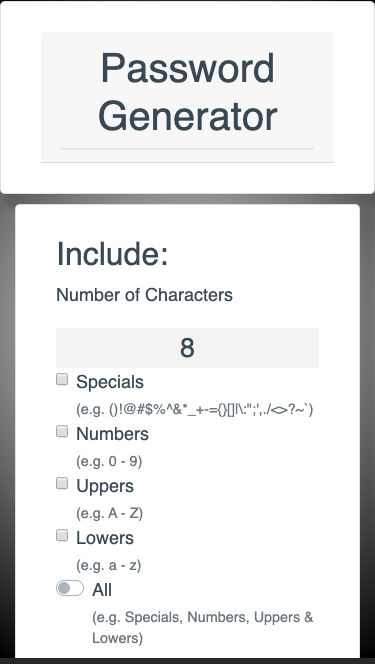 Password
Generator
Include:
Number of Characters
8
Specials
(e.g. ()!@#$%^&*_+-={}[]|\:";',./<>?~`)
Numbers
(e.g. 0 - 9)
Uppers
(e.g. A - Z)
Lowers
(e.g. a - z)
All
(e.g. Specials, Numbers, Uppers &
Lowers)